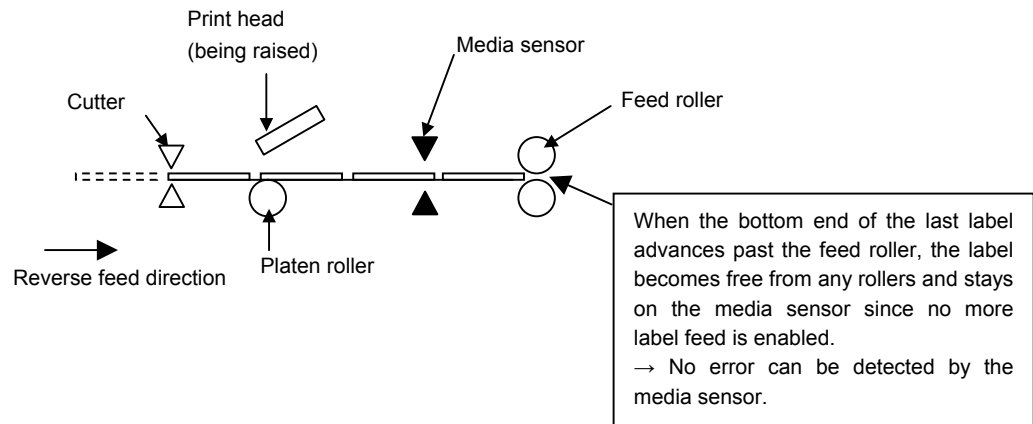 Print head
(being raised)
Media sensor
Cutter
Feed roller
Reverse feed direction
Platen roller
When the bottom end of the last label
advances past the feed roller, the label
becomes free from any rollers and stays
on the media sensor since no more
label feed is enabled.
→ No error can be detected by the
media sensor.